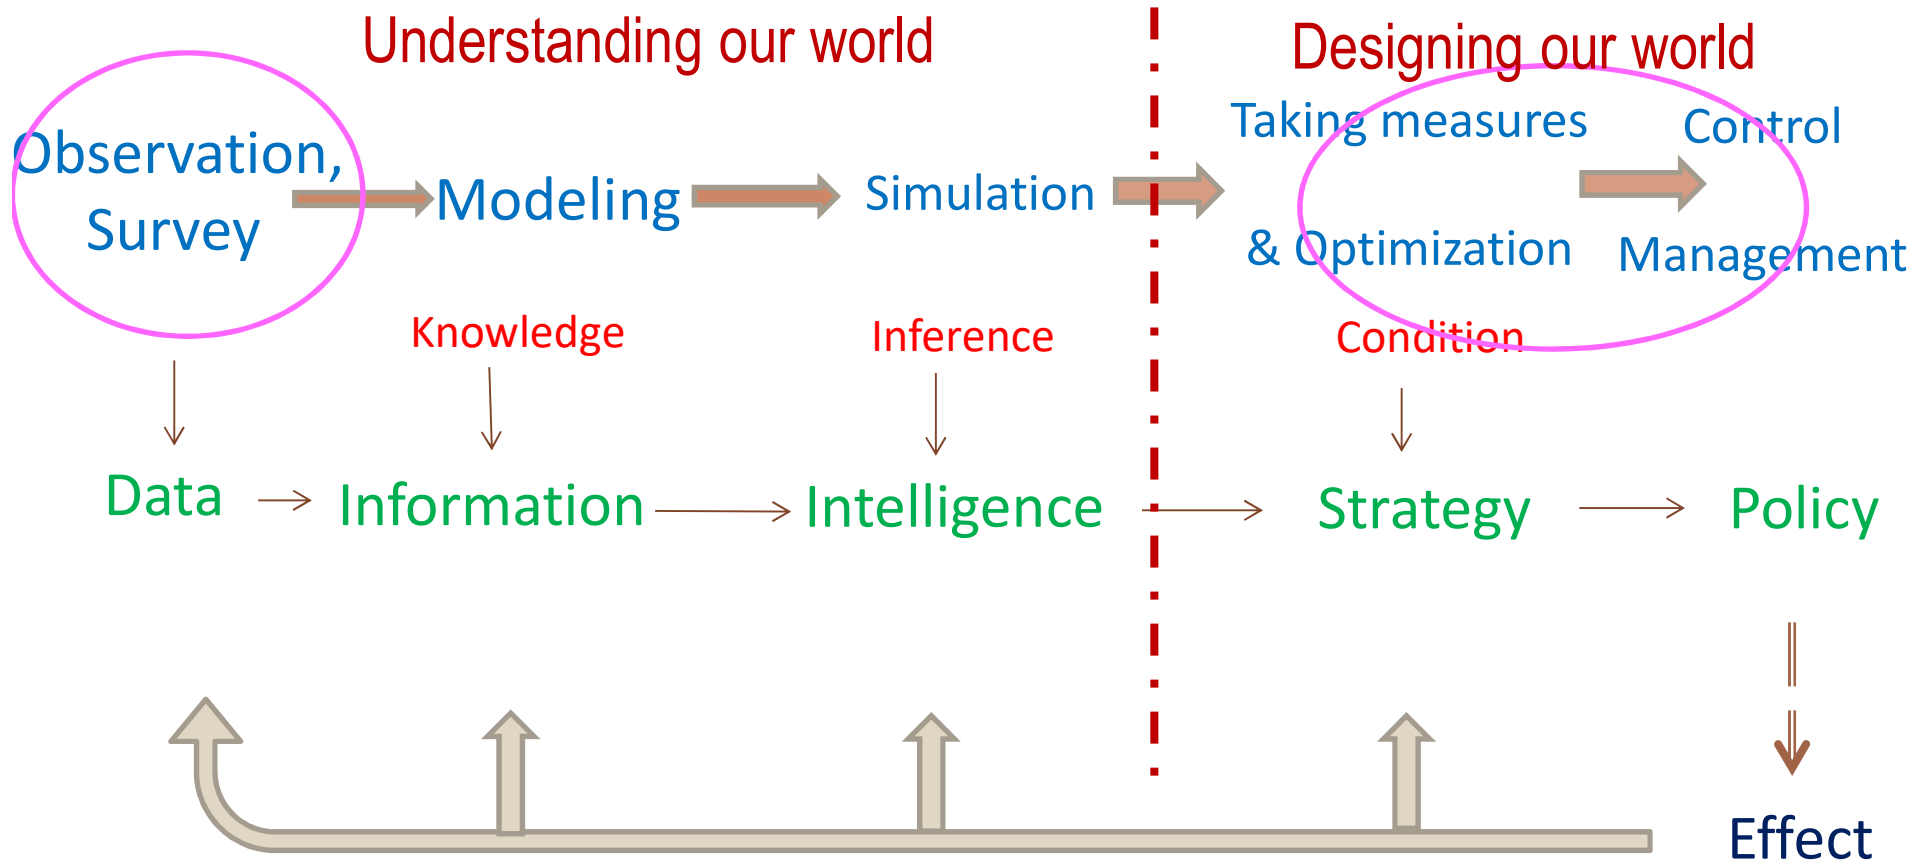 Understanding our world
Designing our world
Observation,
Survey
Modeling
Simulation
Taking measures
& Optimization
Control
Management
Knowledge
Inference
Condition
Data
Information
Intelligence
Strategy
Policy
Effect